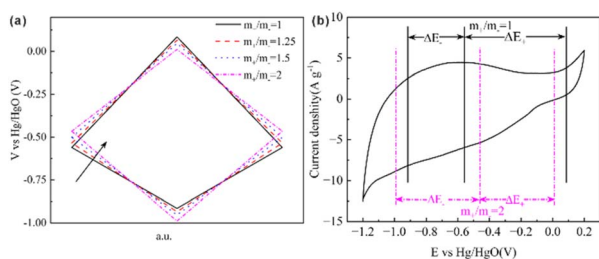 (a)
m₊/m₋=1
m₊/m₋=1.25
m₊/m₋=1.5
m₊/m₋=2
V vs Hg/HgO (V)
0.00
-0.25
-0.50
-0.75
-1.00
a.u.
(b)
m₊/m₋=1
ΔE₋
ΔE₊
Current denshity(A g⁻¹)
10
5
0
-5
-10
-15
ΔE₋
ΔE₊
m₊/m₋=2
-1.2 -1.0 -0.8 -0.6 -0.4 -0.2 0.0 0.2
E vs Hg/HgO(V)